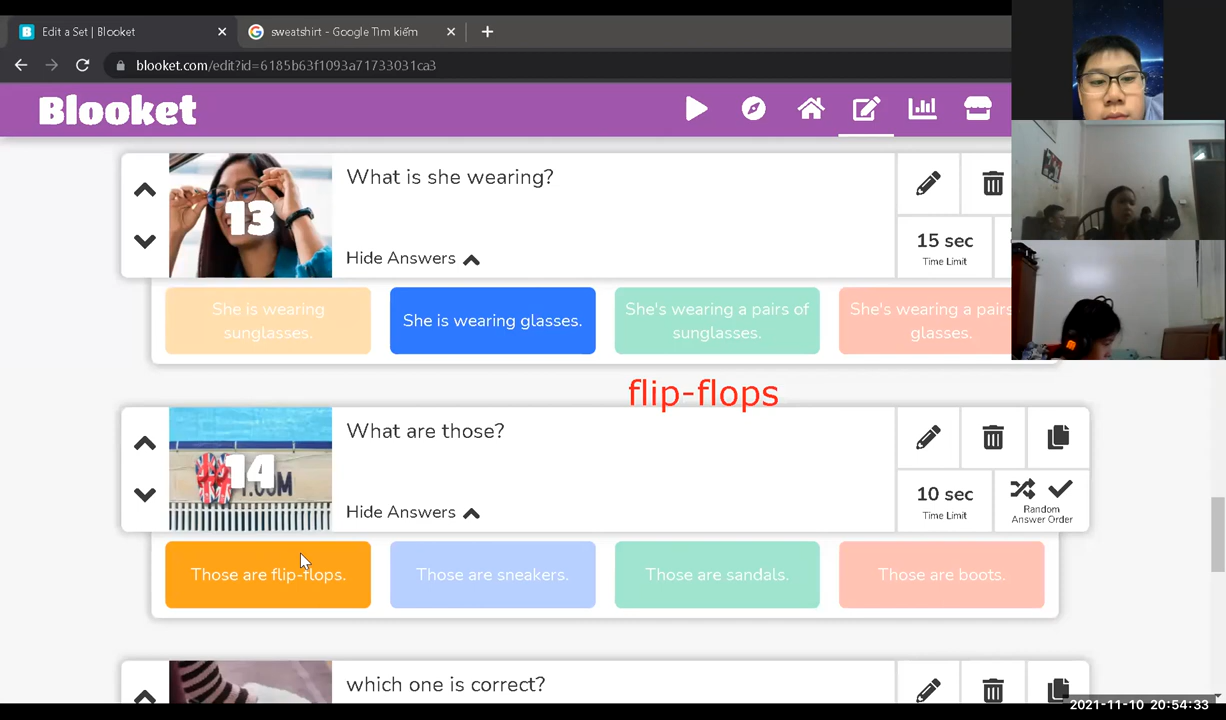 Edit a Set | Blooket
sweatshirt - Google Tìm kiếm
blooket.com/edit?id=6185b63f1093a71733031ca3
Blooket
13
What is she wearing?
Hide Answers
15 sec
Time Limit
She is wearing sunglasses.
She is wearing glasses.
She's wearing a pairs of sunglasses.
She's wearing a pairs glasses.
flip-flops
14
What are those?
Hide Answers
10 sec
Time Limit
Random
Answer Order
Those are flip-flops.
Those are sneakers.
Those are sandals.
Those are boots.
which one is correct?
2021-11-10 20:54:33